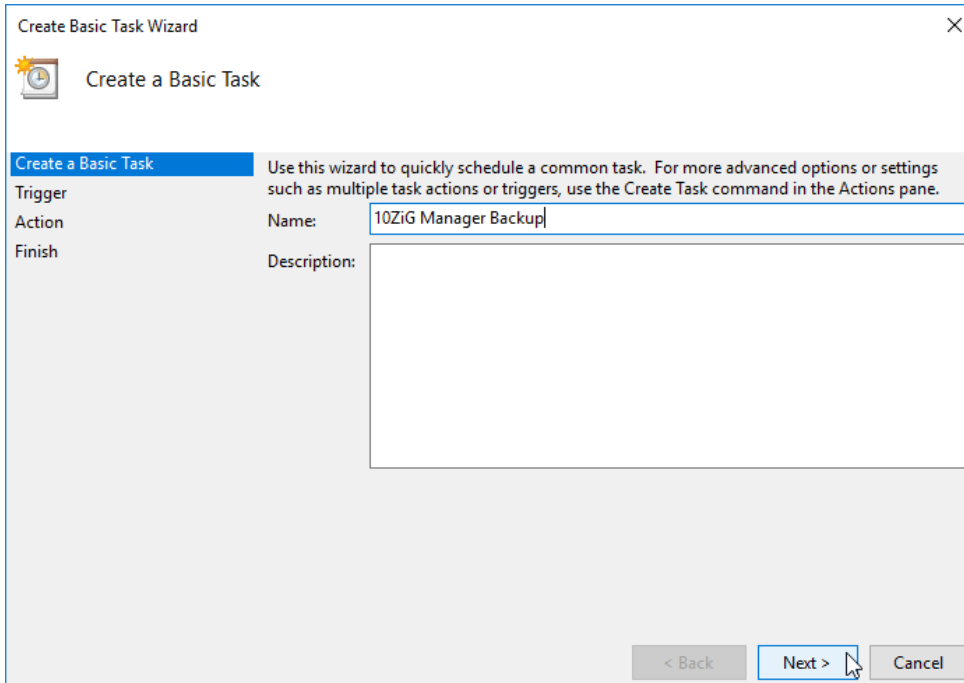 Create Basic Task Wizard
Create a Basic Task
Create a Basic Task
Trigger
Action
Finish
Use this wizard to quickly schedule a common task.  For more advanced options or settings
such as multiple task actions or triggers, use the Create Task command in the Actions pane.
Name:
10ZiG Manager Backup
Description:
< Back
Next >
Cancel